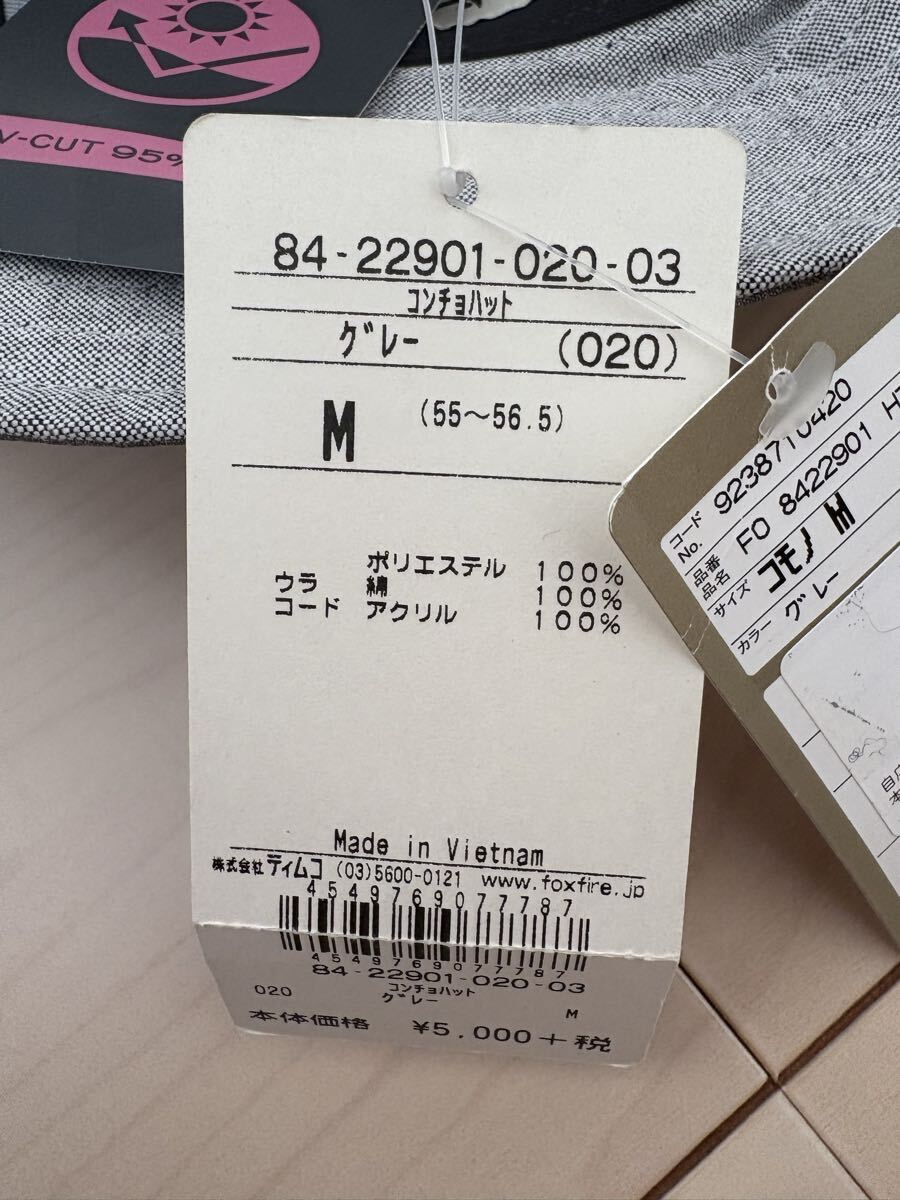 V-CUT 95%
84-22901-020-03
コンチョハット
グレー (020)
M (55～56.5)
ポリエステル 100%
ウラ 綿 100%
コード アクリル 100%
Made in Vietnam
株式会社ティムコ (03)5600-0121 www.foxfire.jp
4549769077787
4549769077787
84-22901-020-03
コンチョハット
020 グレー M
本体価格 ¥5,000+税
コード
No. 9238710420
品番 FO 8422901
品名 コモノ M
サイズ
カラー グレー